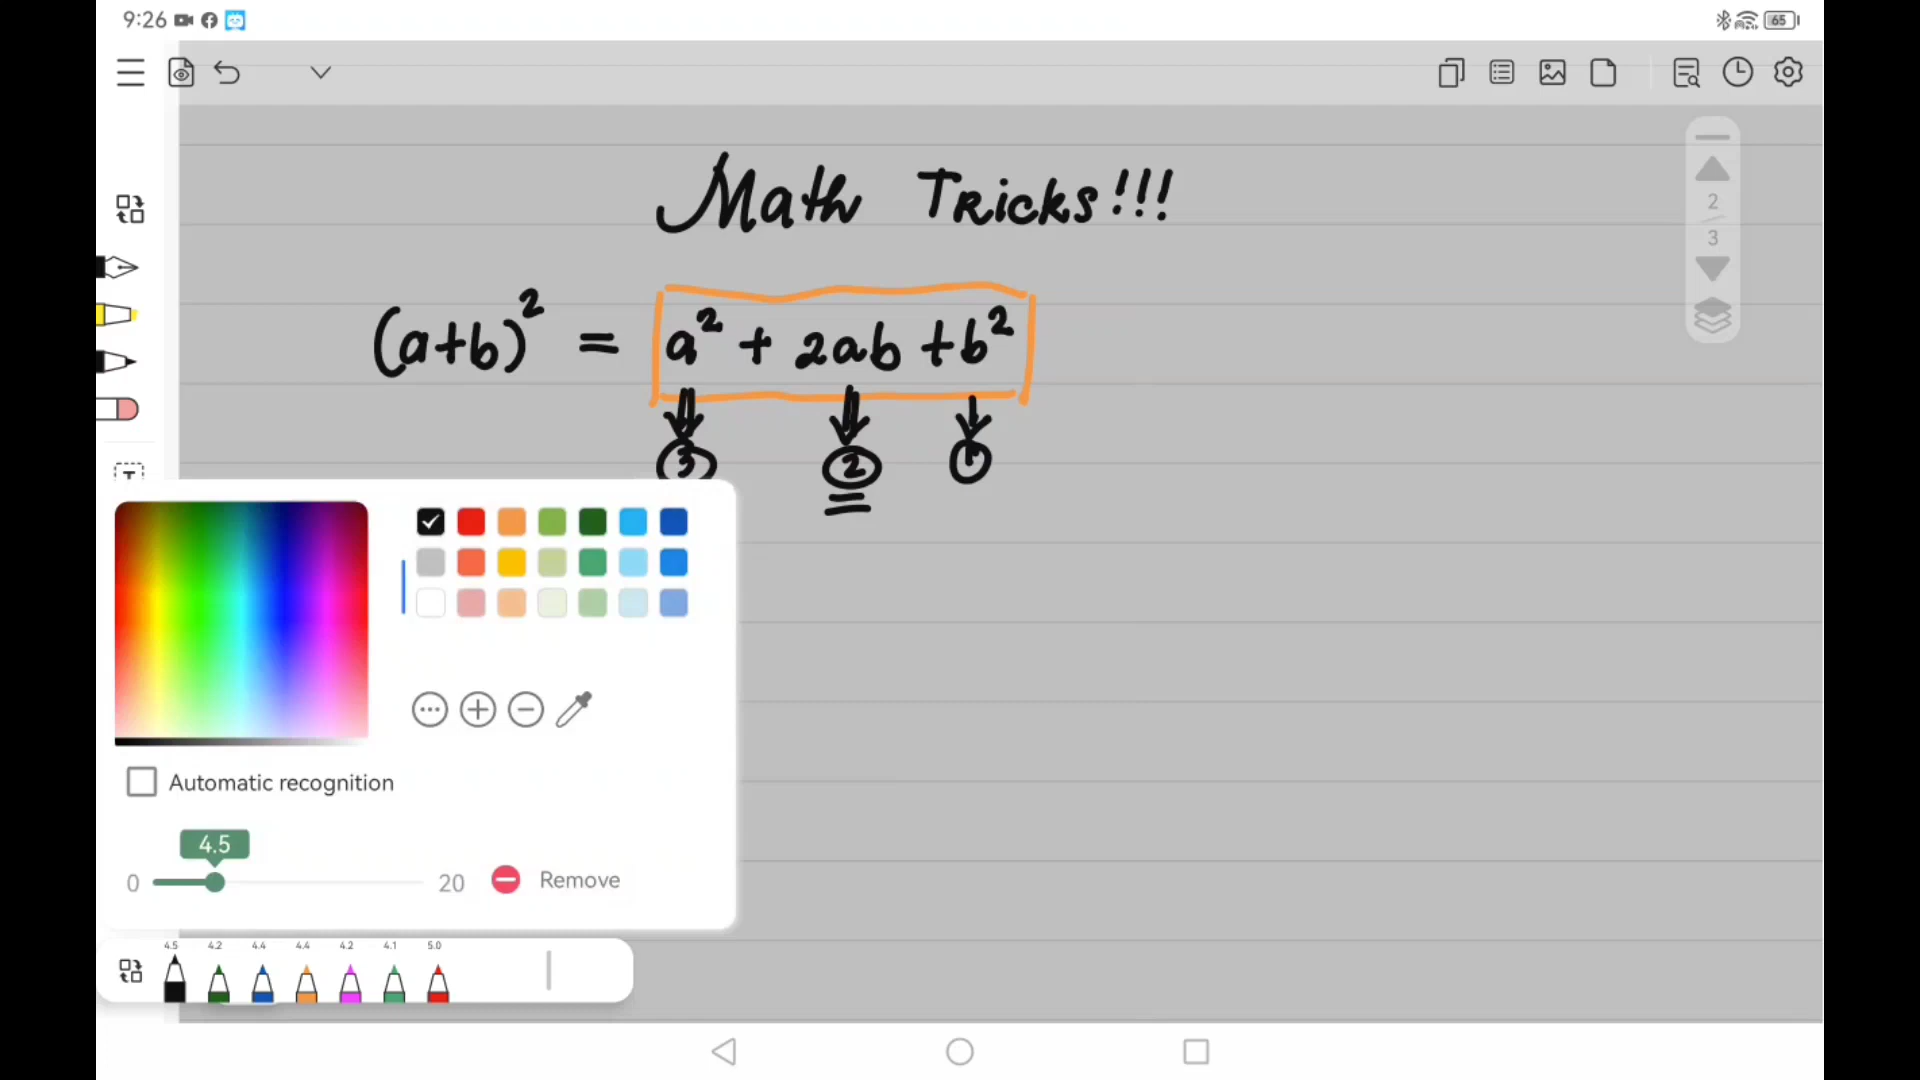 9:26
65
Math Tricks!!!
2
3
(a+b)² = a² + 2ab + b²
3 2 1
Automatic recognition
4.5
0 20 Remove
4.5 4.2 4.4 4.4 4.2 4.1 5.0